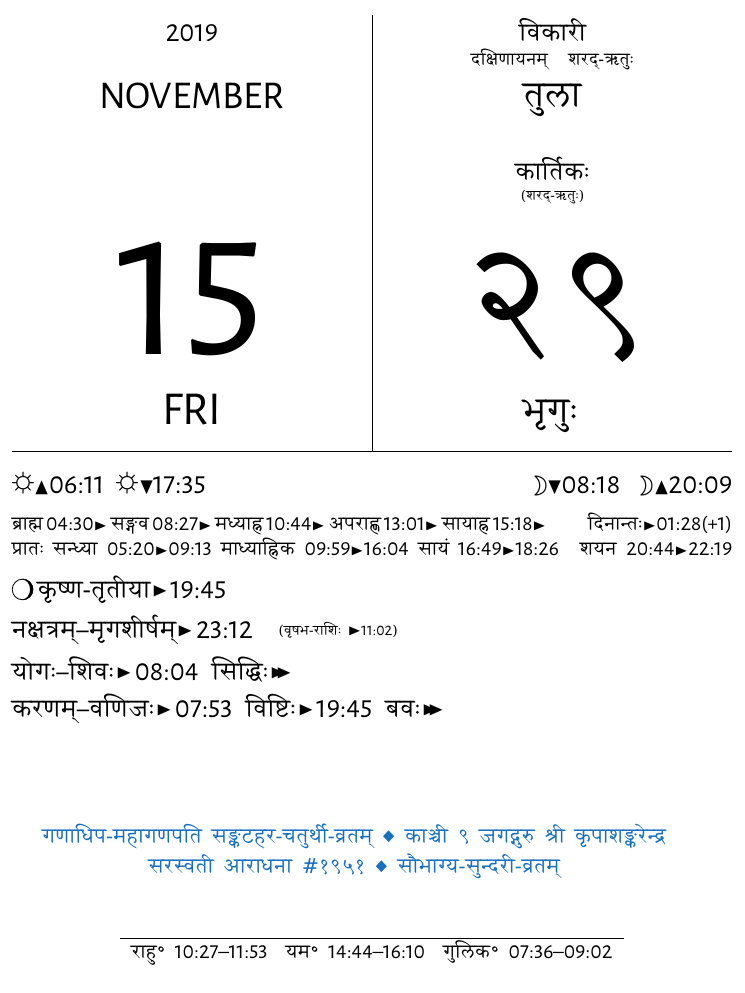 2019
NOVEMBER
15
FRI
विकारी
दक्षिणायनम् शरद्-ऋतुः
तुला
कार्तिकः
(शरद्-ऋतुः)
२९
भृगुः
☼▲06:11 ☼▼17:35 ☽▼08:18 ☽▲20:09
ब्राह्म 04:30► सङ्गव 08:27► मध्याह्न 10:44► अपराह्ण 13:01► सायाह्न 15:18► दिनान्तः►01:28(+1)
प्रातः सन्ध्या 05:20►09:13 माध्याह्निक 09:59►16:04 सायं 16:49►18:26 शयन 20:44►22:19
❍कृष्ण-तृतीया►19:45
नक्षत्रम्–मृगशीर्षम्► 23:12 (वृषभ-राशिः ►11:02)
योगः–शिवः► 08:04 सिद्धिः►►
करणम्–वणिजः► 07:53 विष्टिः►19:45 बवः►►
गणाधिप-महागणपति सङ्कटहर-चतुर्थी-व्रतम् ◆ काञ्ची ९ जगद्गुरु श्री कृपाशङ्करेन्द्र
सरस्वती आराधना #१९५१ ◆ सौभाग्य-सुन्दरी-व्रतम्
राहु° 10:27–11:53 यम° 14:44–16:10 गुलिक° 07:36–09:02